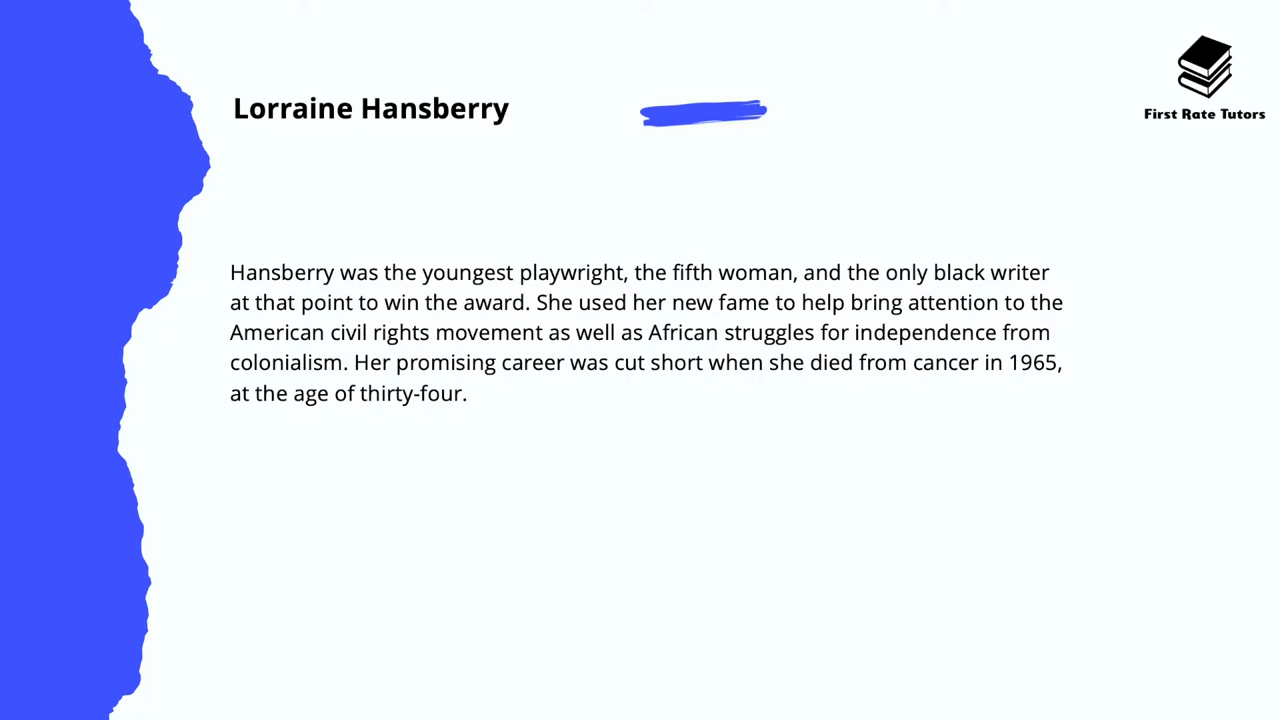 Lorraine Hansberry
First Rate Tutors
Hansberry was the youngest playwright, the fifth woman, and the only black writer
at that point to win the award. She used her new fame to help bring attention to the
American civil rights movement as well as African struggles for independence from
colonialism. Her promising career was cut short when she died from cancer in 1965,
at the age of thirty-four.